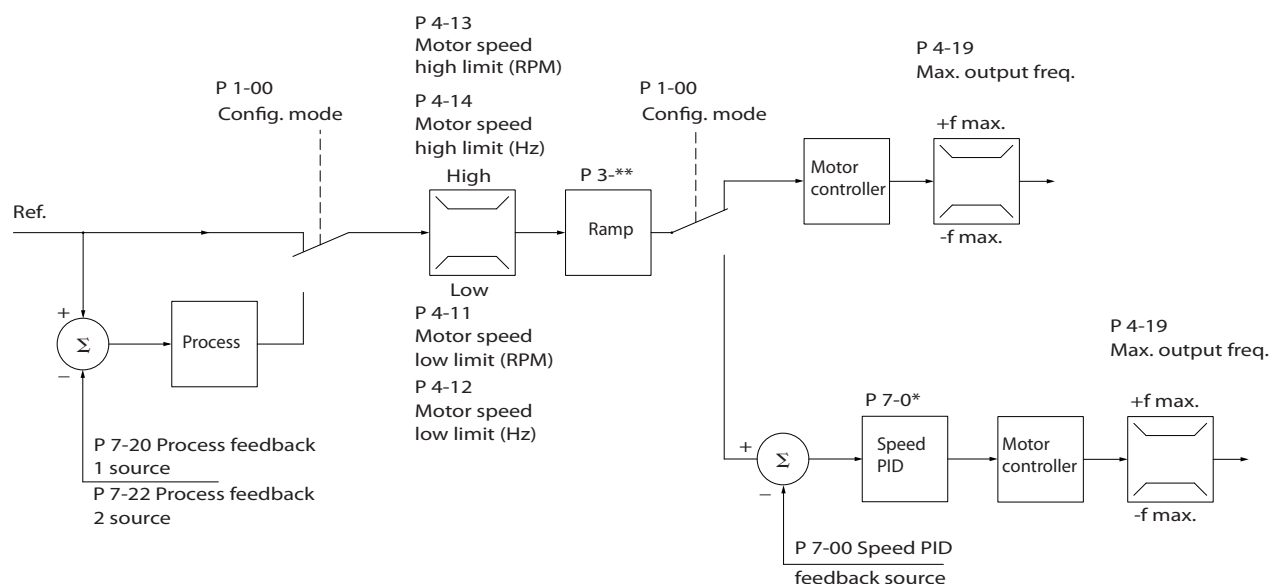 P 4-13
Motor speed
high limit (RPM)
P 4-14
Motor speed
high limit (Hz)
High
P 1-00
Config. mode
P 3-**
Ramp
P 1-00
Config. mode
P 4-19
Max. output freq.
+f max.
Motor
controller
-f max.
Ref.
Low
P 4-11
Motor speed
low limit (RPM)
P 4-12
Motor speed
low limit (Hz)
+
Σ
−
Process
P 7-20 Process feedback
1 source
P 7-22 Process feedback
2 source
P 4-19
Max. output freq.
+f max.
P 7-0*
+
Σ
−
Speed
PID
Motor
controller
-f max.
P 7-00 Speed PID
feedback source